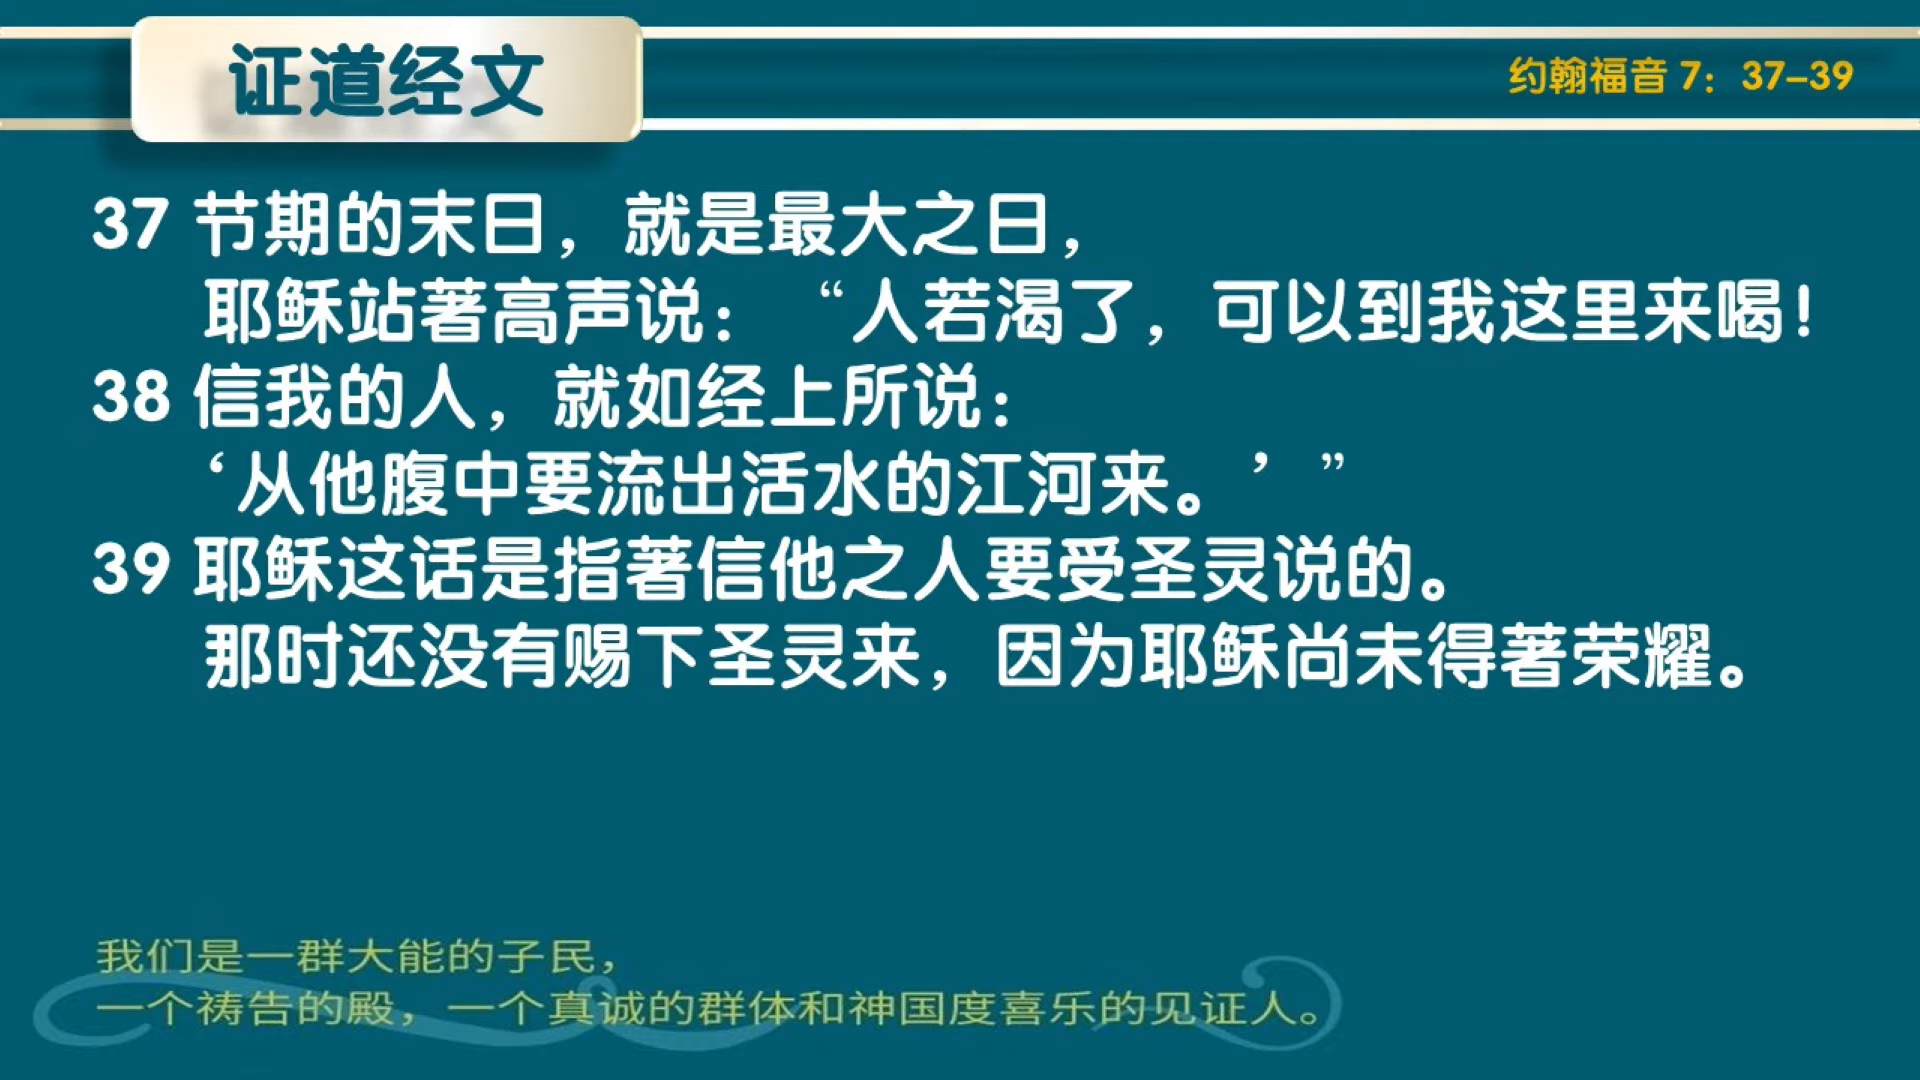 证道经文
约翰福音 7：37-39
37 节期的末日，就是最大之日，
耶稣站著高声说：“人若渴了，可以到我这里来喝！
38 信我的人，就如经上所说：
‘从他腹中要流出活水的江河来。’”
39 耶稣这话是指著信他之人要受圣灵说的。
那时还没有赐下圣灵来，因为耶稣尚未得著荣耀。
我们是一群大能的子民，
一个祷告的殿，一个真诚的群体和神国度喜乐的见证人。